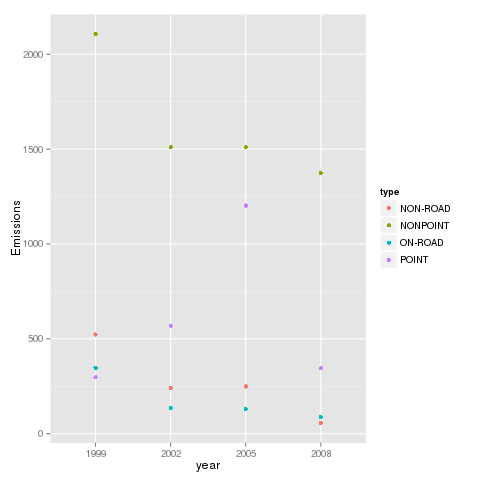 2000
1500
1000
500
0
Emissions
1999 2002 2005 2008
year
type
NON-ROAD
NONPOINT
ON-ROAD
POINT